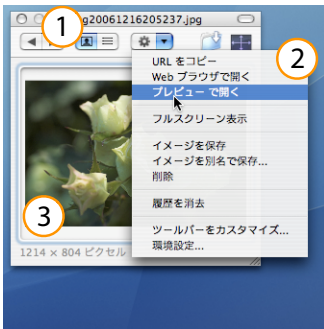 1
g20061216205237.jpg
2
URL をコピー
Web ブラウザで開く
プレビュー で開く
フルスクリーン表示
イメージを保存
イメージを別名で保存...
削除
履歴を消去
ツールバーをカスタマイズ...
環境設定...
3
1214 × 804 ピクセル